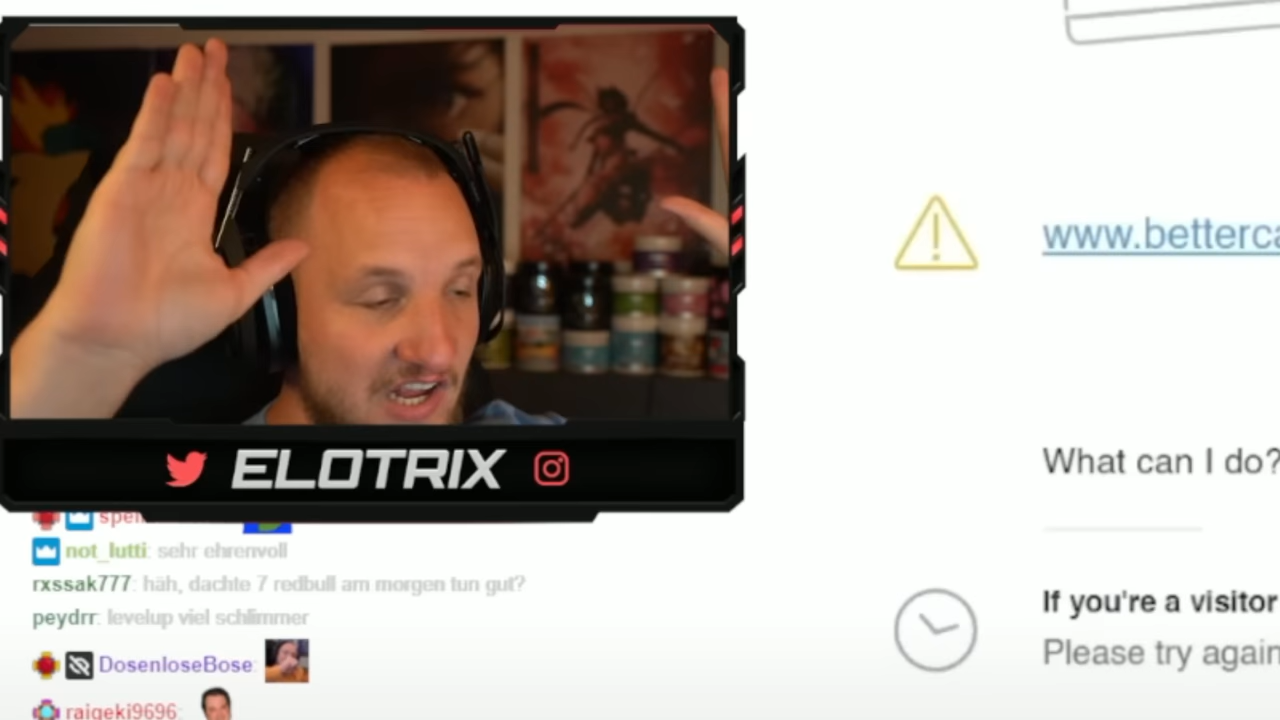 ELOTRIX
not_lutti: sehr ehrenvoll
rxssak777: häh, dachte 7 redbull am morgen tun gut?
peydrr: levelup viel schlimmer
DosenloseBose:
raigeki9696:
www.betterca
What can I do?
If you're a visitor
Please try again